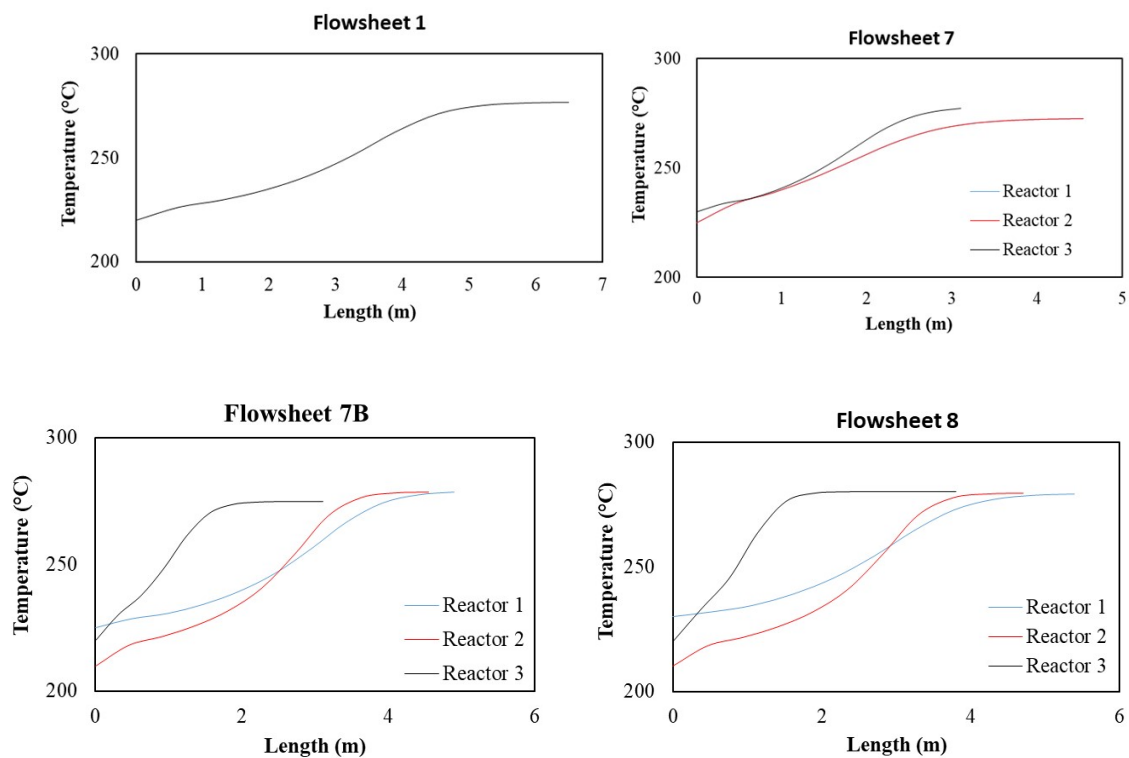 Flowsheet 1
300
250
200
Temperature (°C)
0 1 2 3 4 5 6 7
Length (m)
Flowsheet 7
300
250
200
Temperature (°C)
Reactor 1
Reactor 2
Reactor 3
0 1 2 3 4 5
Length (m)
Flowsheet 7B
300
250
200
Temperature (°C)
Reactor 1
Reactor 2
Reactor 3
0 2 4 6
Length (m)
Flowsheet 8
300
250
200
Temperature (°C)
Reactor 1
Reactor 2
Reactor 3
0 2 4 6
Length (m)